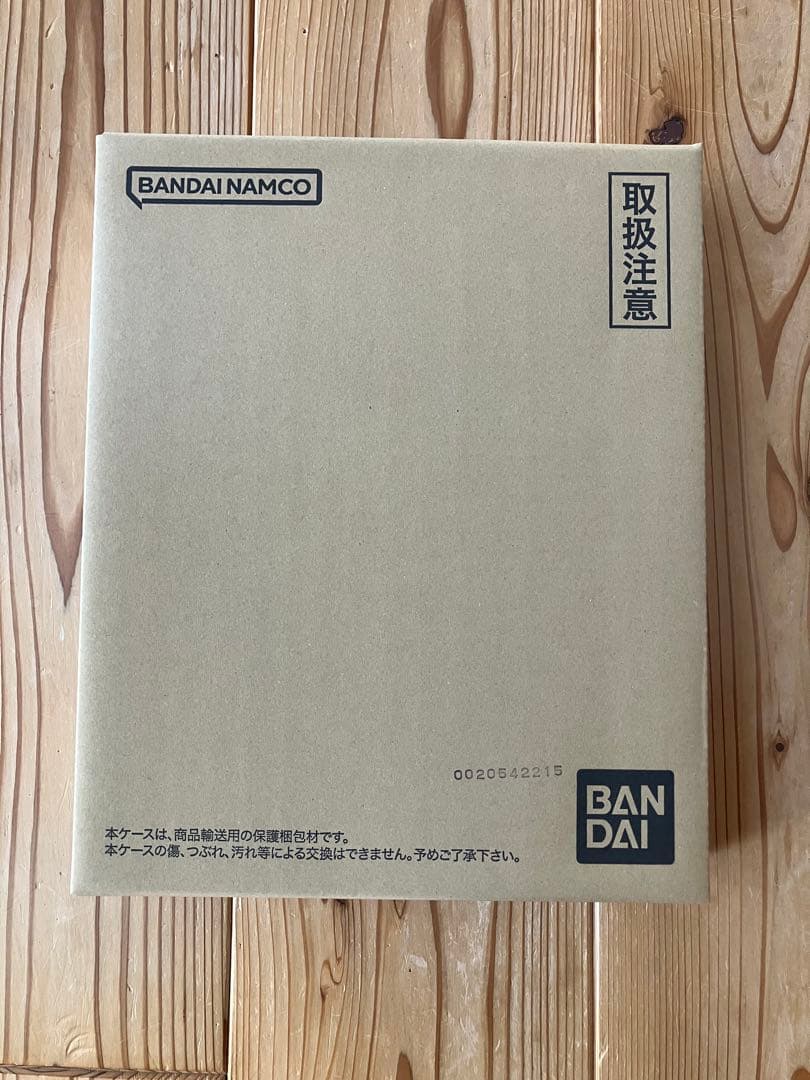 BANDAI NAMCO
取扱注意
0020542215
BAN
DAI
本ケースは、商品輸送用の保護梱包材です。
本ケースの傷、つぶれ、汚れ等による交換はできません。予めご了承下さい。